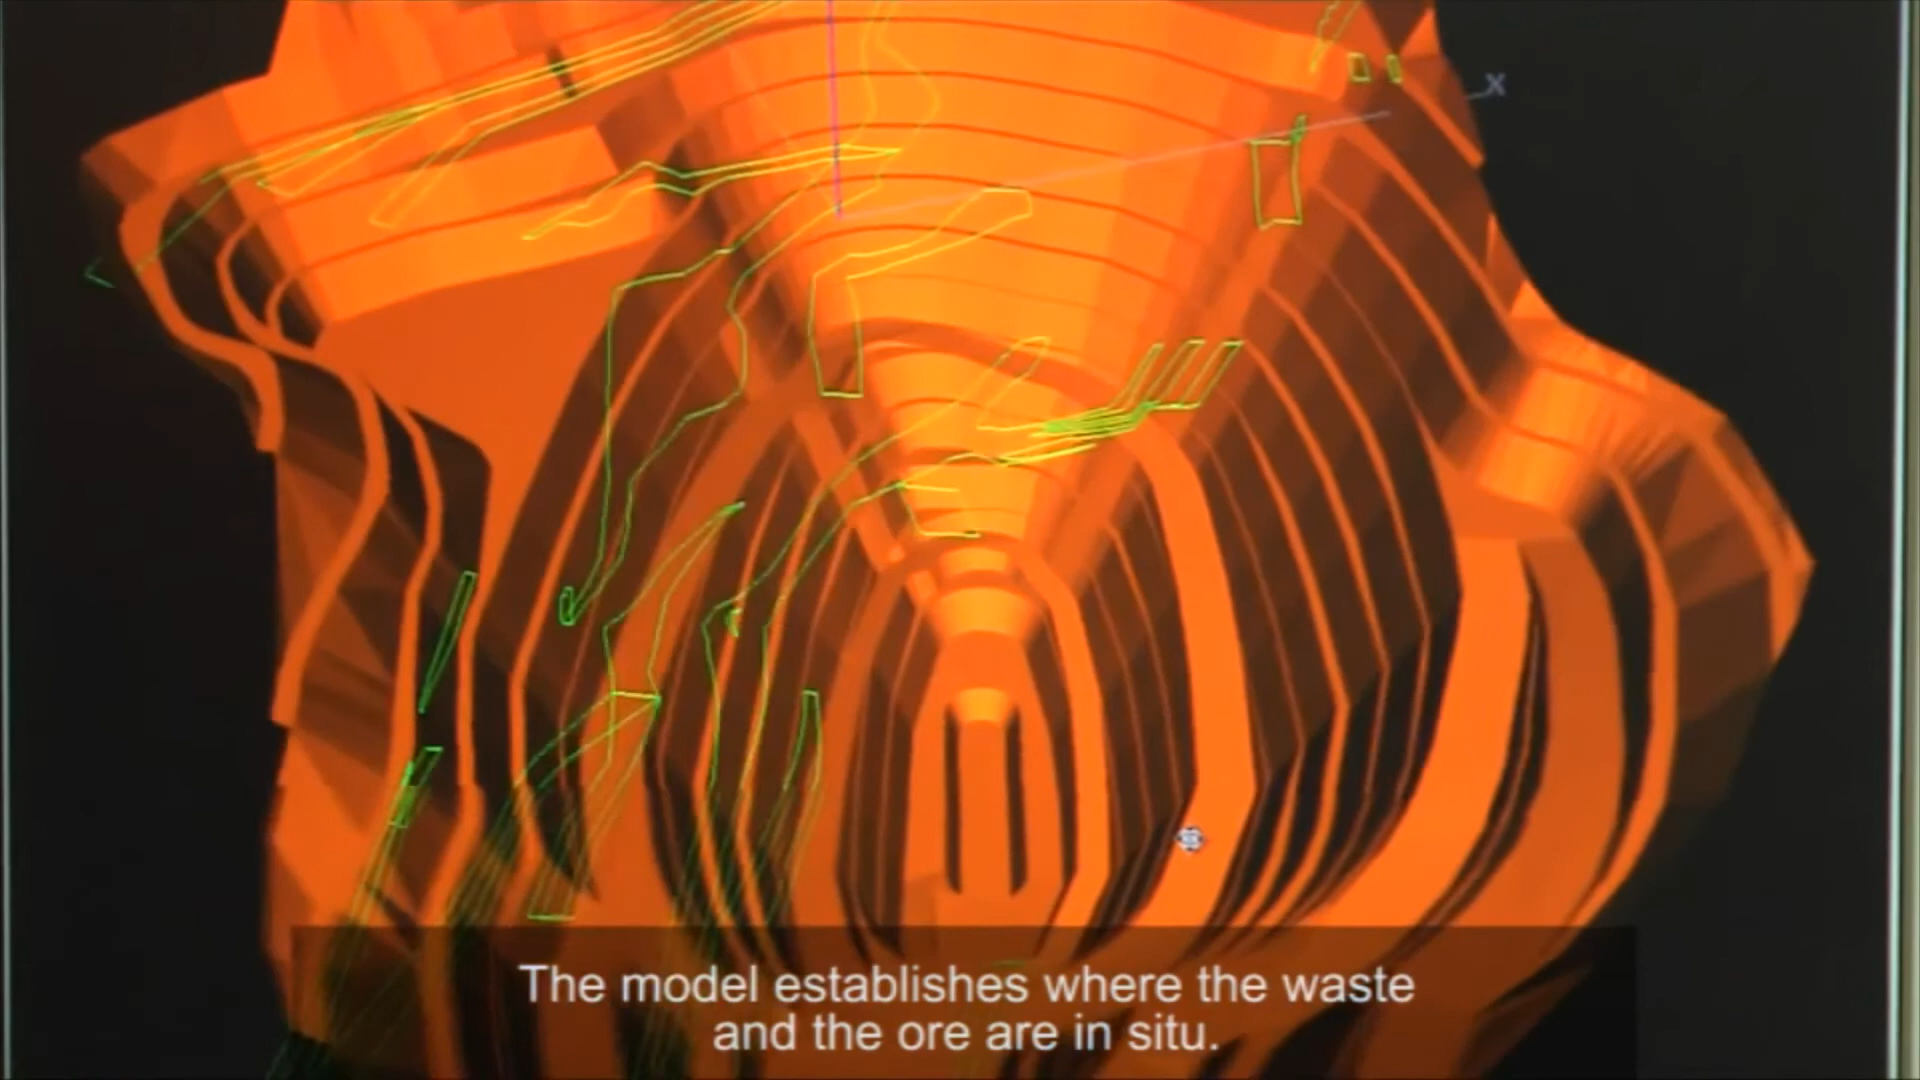 X
The model establishes where the waste
and the ore are in situ.